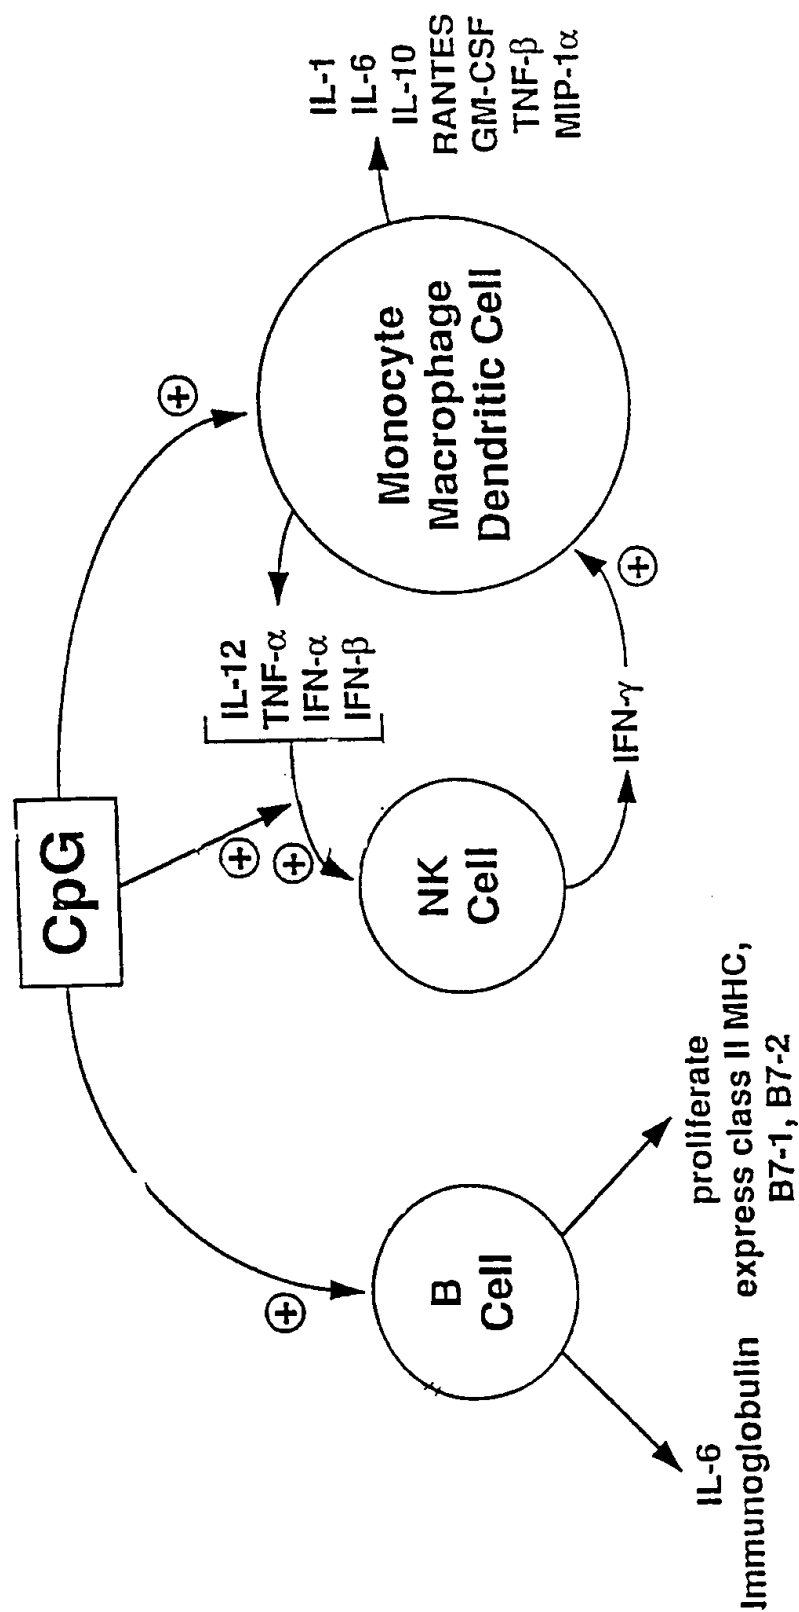 CpG
⊕
⊕
⊕
⊕
IL-12
TNF-α
IFN-α
IFN-β
B
Cell
NK
Cell
Monocyte
Macrophage
Dendritic Cell
IL-1
IL-6
IL-10
RANTES
GM-CSF
TNF-β
MIP-1α
IFN-γ
⊕
IL-6
Immunoglobulin
proliferate
express class II MHC,
B7-1, B7-2